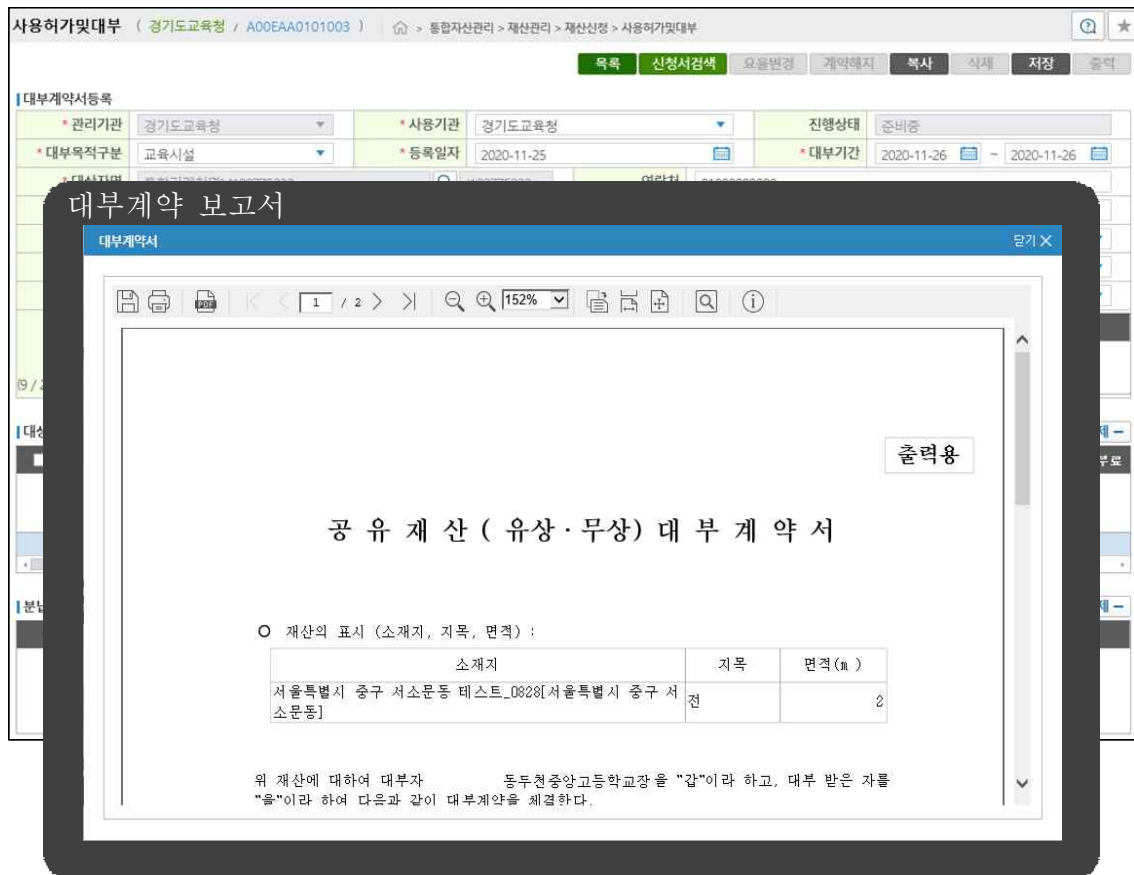 사용허가및대부 ( 경기도교육청 / A00EAA0101003 ) > 통합자산관리 > 재산관리 > 재산신청 > 사용허가및대부
목록 신청서검색 요율변경 계약해지 복사 삭제 저장 출력
대부계약서등록
* 관리기관 경기도교육청 * 사용기관 경기도교육청 진행상태 준비중
* 대부목적구분 교육시설 * 등록일자 2020-11-25 * 대부기간 2020-11-26 ~ 2020-11-26
대부계약 보고서
대부계약서 닫기 X
PDF 1 / 2 152%
출력용
공 유 재 산 ( 유상 · 무상) 대 부 계 약 서
O 재산의 표시 (소재지, 지목, 면적) :
소재지 지목 면적(㎡ )
서울특별시 중구 서소문동 테스트_0828[서울특별시 중구 서 전 2
소문동]
위 재산에 대하여 대부자 동두천중앙고등학교장을 "갑"이라 하고, 대부 받은 자를
"을"이라 하여 다음과 같이 대부계약을 체결한다.